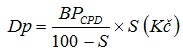 Dp = BP_CPD / 100 - S × S (Kč)